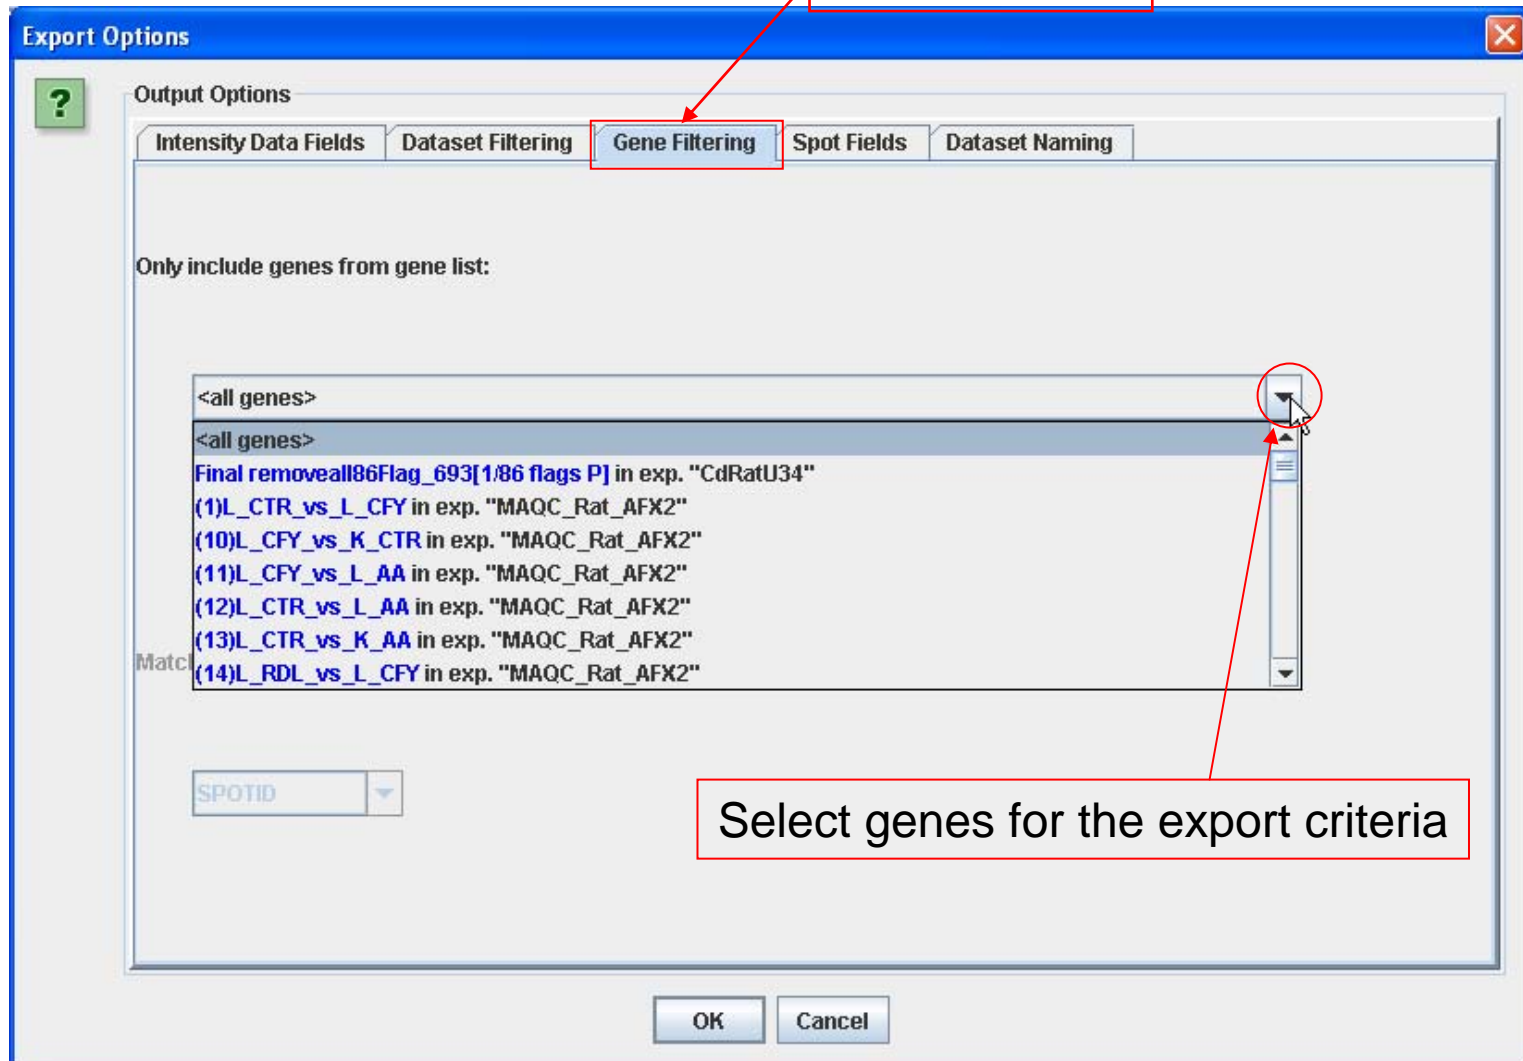 Export Options
?
Output Options
Intensity Data Fields
Dataset Filtering
Gene Filtering
Spot Fields
Dataset Naming
Only include genes from gene list:
<all genes>
<all genes>
Final removeall86Flag_693[1/86 flags P] in exp. "CdRatU34"
(1)L_CTR_vs_L_CFY in exp. "MAQC_Rat_AFX2"
(10)L_CFY_vs_K_CTR in exp. "MAQC_Rat_AFX2"
(11)L_CFY_vs_L_AA in exp. "MAQC_Rat_AFX2"
(12)L_CTR_vs_L_AA in exp. "MAQC_Rat_AFX2"
(13)L_CTR_vs_K_AA in exp. "MAQC_Rat_AFX2"
(14)L_RDL_vs_L_CFY in exp. "MAQC_Rat_AFX2"
SPOTID
Select genes for the export criteria
OK
Cancel